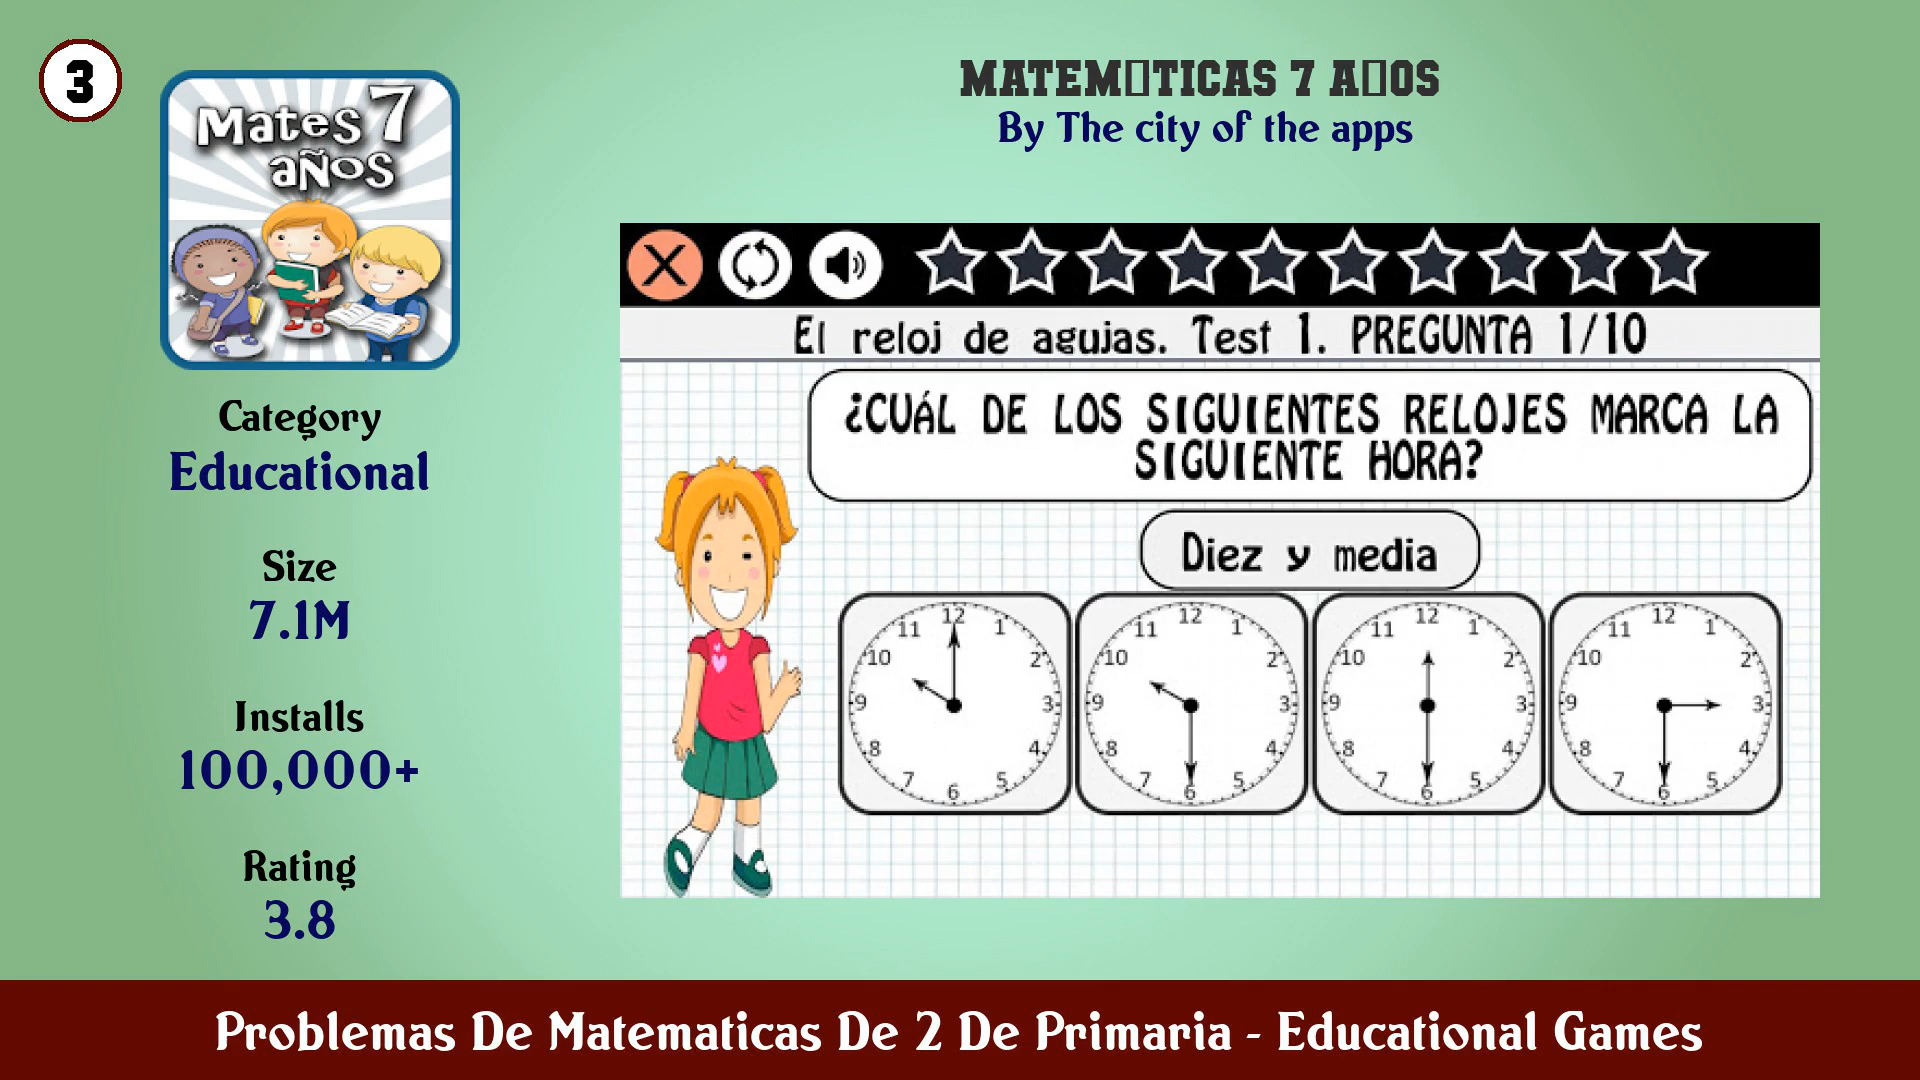 3
Mates 7
años
MATEM▯TICAS 7 A▯OS
By The city of the apps
Category
Educational
Size
7.1M
Installs
100,000+
Rating
3.8
X
El reloj de agujas. Test 1. PREGUNTA 1/10
¿CUÁL DE LOS SIGUIENTES RELOJES MARCA LA
SIGUIENTE HORA?
Diez y media
12 1 2 3 4 5 6 7 8 9 10 11
12 1 2 3 4 5 6 7 8 9 10 11
12 1 2 3 4 5 6 7 8 9 10 11
12 1 2 3 4 5 6 7 8 9 10 11
Problemas De Matematicas De 2 De Primaria - Educational Games